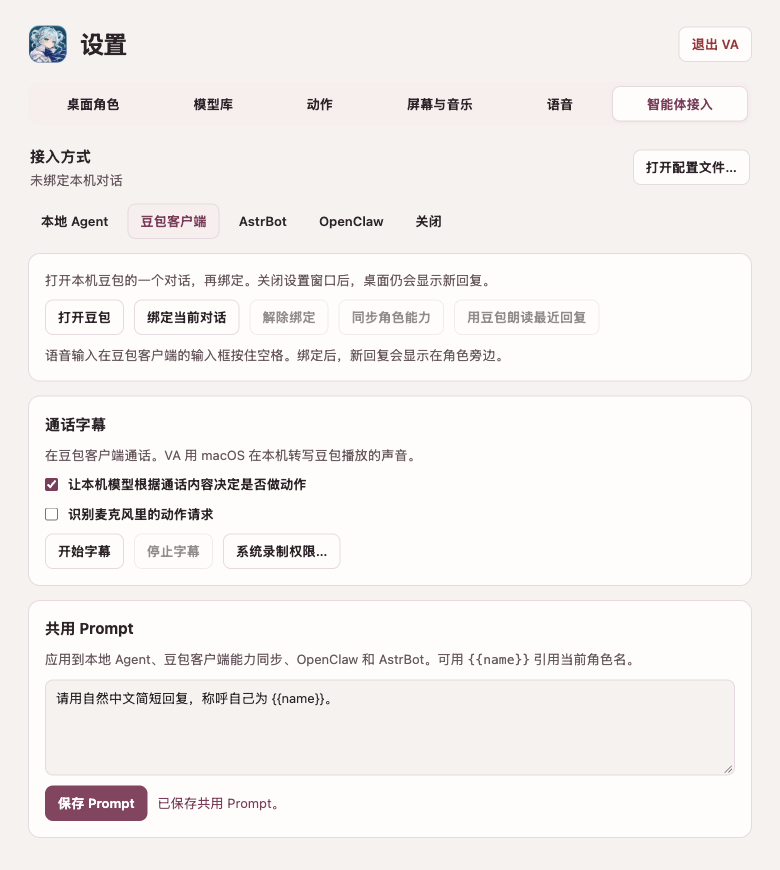 设置
退出 VA
桌面角色 模型库 动作 屏幕与音乐 语音 智能体接入
接入方式
未绑定本机对话
打开配置文件...
本地 Agent 豆包客户端 AstrBot OpenClaw 关闭
打开本机豆包的一个对话，再绑定。关闭设置窗口后，桌面仍会显示新回复。
打开豆包 绑定当前对话 解除绑定 同步角色能力 用豆包朗读最近回复
语音输入在豆包客户端的输入框按住空格。绑定后，新回复会显示在角色旁边。
通话字幕
在豆包客户端通话。VA 用 macOS 在本机转写豆包播放的声音。
让本机模型根据通话内容决定是否做动作
识别麦克风里的动作请求
开始字幕 停止字幕 系统录制权限...
共用 Prompt
应用到本地 Agent、豆包客户端能力同步、OpenClaw 和 AstrBot。可用 {{name}} 引用当前角色名。
请用自然中文简短回复，称呼自己为 {{name}}。
保存 Prompt 已保存共用 Prompt。